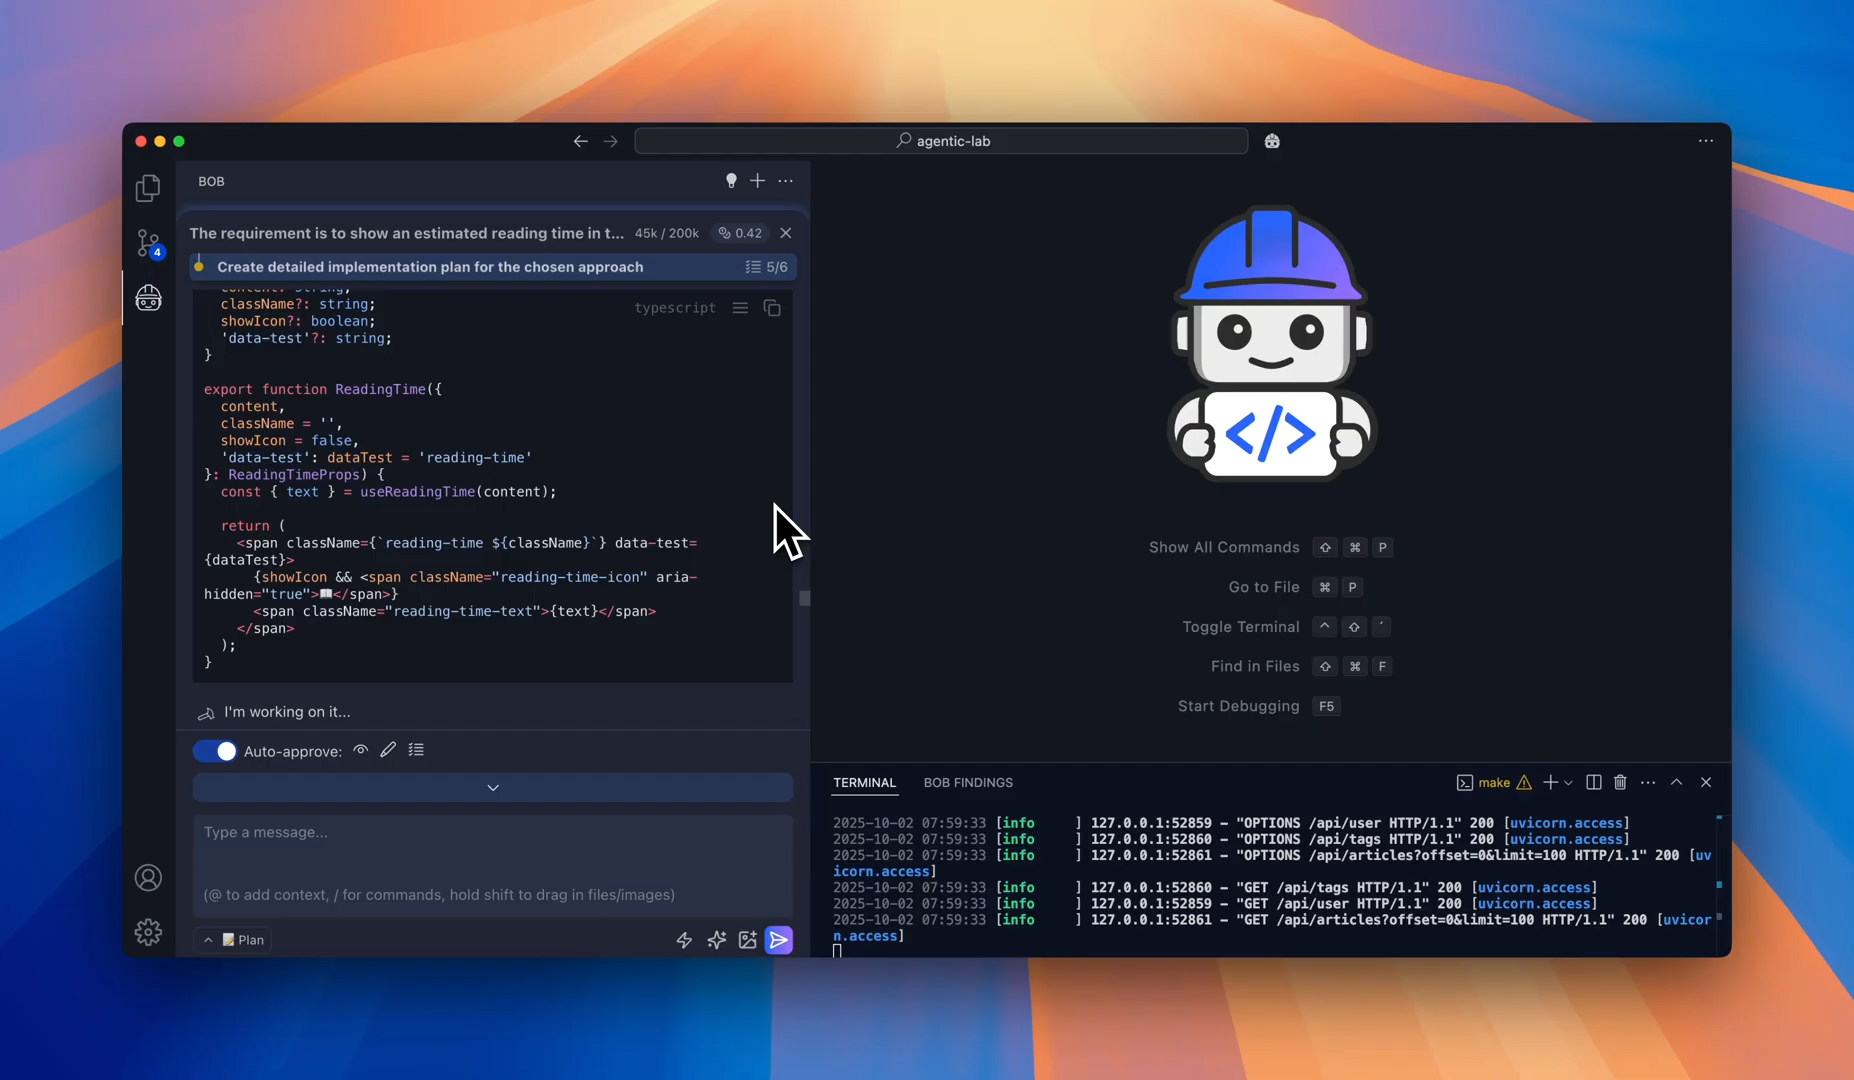 agentic-lab
BOB
The requirement is to show an estimated reading time in t... 45k / 200k 0.42
4
Create detailed implementation plan for the chosen approach 5/6
content: string;
className?: string;
typescript
showIcon?: boolean;
'data-test'?: string;
}
export function ReadingTime({
content,
className = '',
showIcon = false,
'data-test': dataTest = 'reading-time'
}: ReadingTimeProps) {
const { text } = useReadingTime(content);
return (
<span className={`reading-time ${className}`} data-test=
{dataTest}>
{showIcon && <span className="reading-time-icon" aria-
hidden="true">📖</span>}
<span className="reading-time-text">{text}</span>
</span>
);
}
I'm working on it...
Auto-approve:
Type a message...
(@ to add context, / for commands, hold shift to drag in files/images)
Plan
</>
Show All Commands ⇧ ⌘ P
Go to File ⌘ P
Toggle Terminal ^ ⇧ ´
Find in Files ⇧ ⌘ F
Start Debugging F5
TERMINAL BOB FINDINGS make
2025-10-02 07:59:33 [info ] 127.0.0.1:52859 - "OPTIONS /api/user HTTP/1.1" 200 [uvicorn.access]
2025-10-02 07:59:33 [info ] 127.0.0.1:52860 - "OPTIONS /api/tags HTTP/1.1" 200 [uvicorn.access]
2025-10-02 07:59:33 [info ] 127.0.0.1:52861 - "OPTIONS /api/articles?offset=0&limit=100 HTTP/1.1" 200 [uv
icorn.access]
2025-10-02 07:59:33 [info ] 127.0.0.1:52860 - "GET /api/tags HTTP/1.1" 200 [uvicorn.access]
2025-10-02 07:59:33 [info ] 127.0.0.1:52859 - "GET /api/user HTTP/1.1" 200 [uvicorn.access]
2025-10-02 07:59:33 [info ] 127.0.0.1:52861 - "GET /api/articles?offset=0&limit=100 HTTP/1.1" 200 [uvicor
n.access]